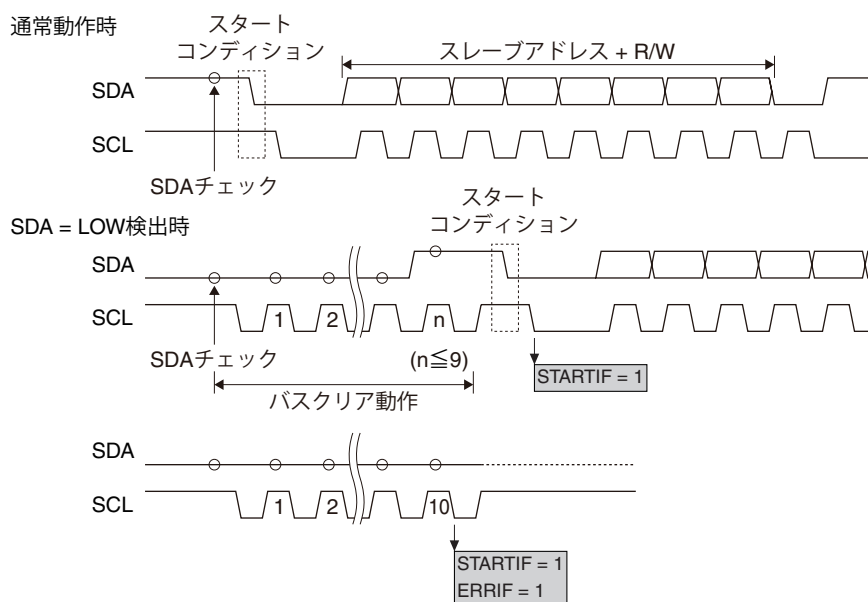 通常動作時
スタート
コンディション
スレーブアドレス + R/W
SDA
SCL
SDAチェック
SDA = LOW検出時
スタート
コンディション
SDA
SCL
1
2
n
SDAチェック
(n≦9)
STARTIF = 1
バスクリア動作
SDA
SCL
1
2
10
STARTIF = 1
ERRIF = 1